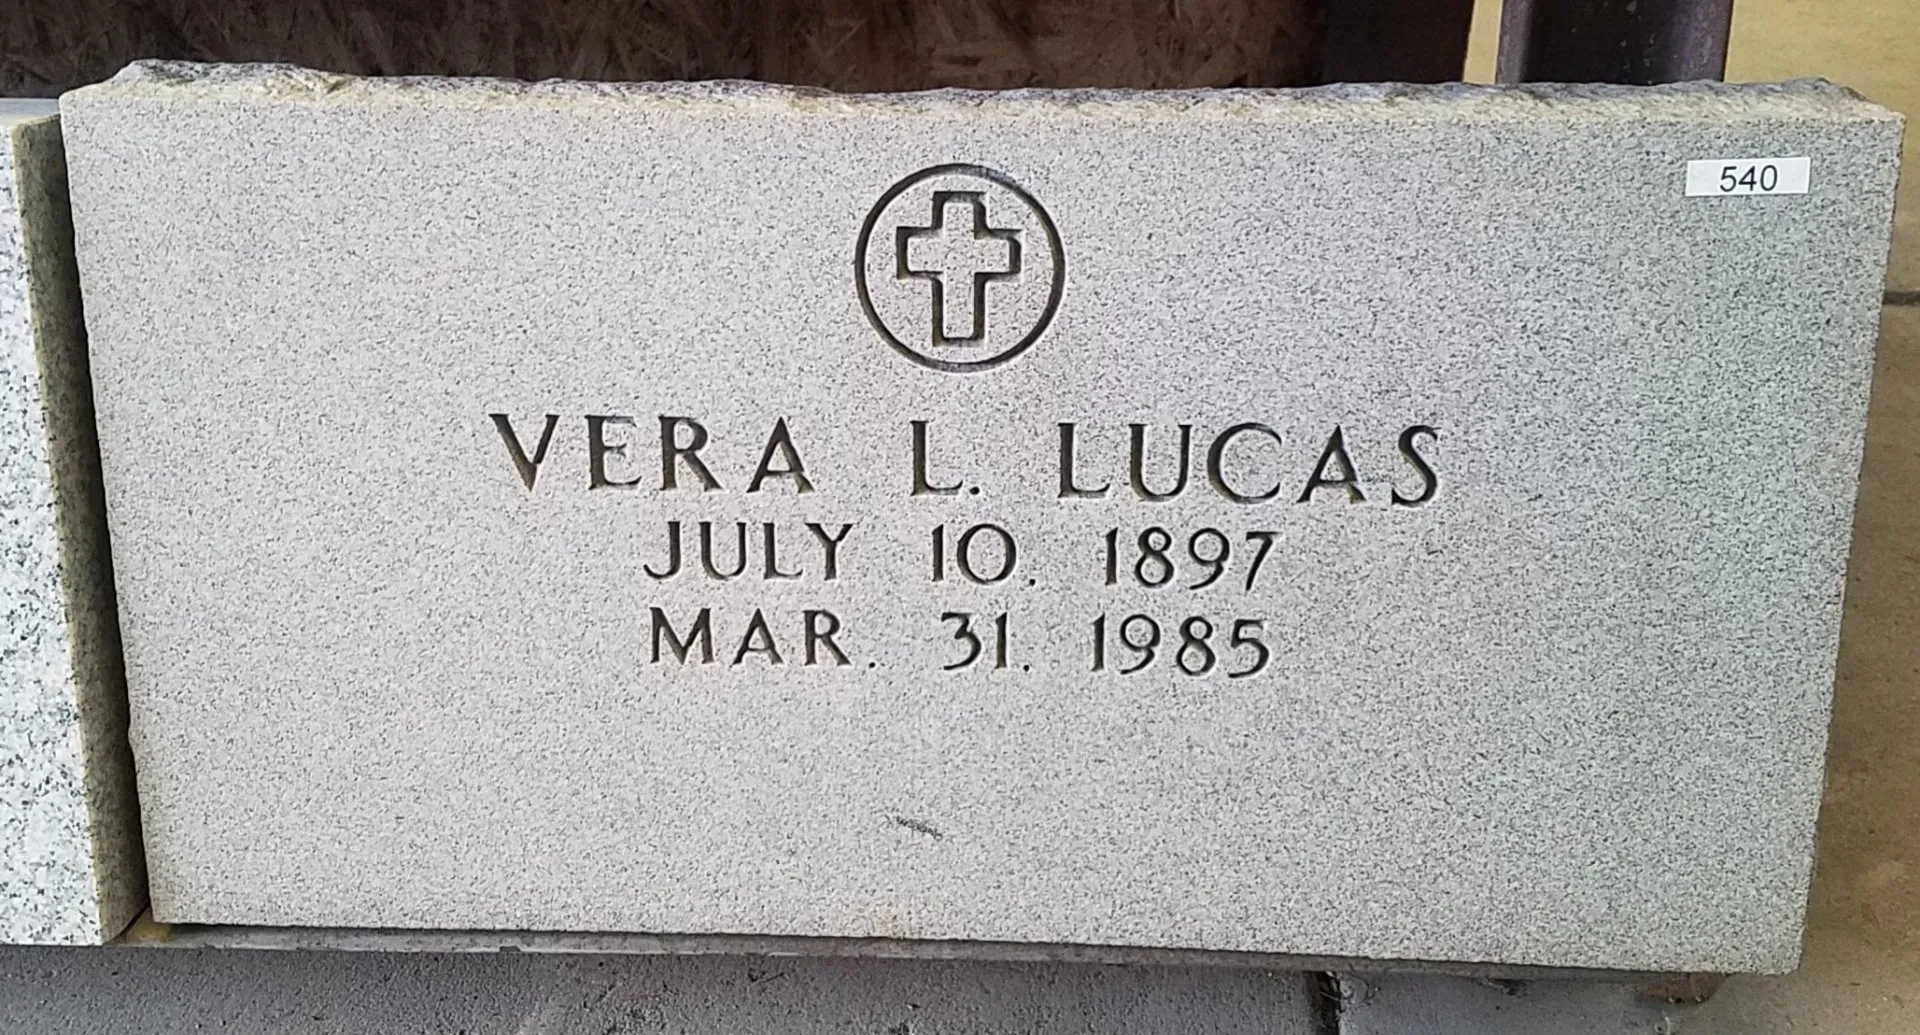 540
VERA L. LUCAS
JULY 10, 1897
MAR. 31, 1985